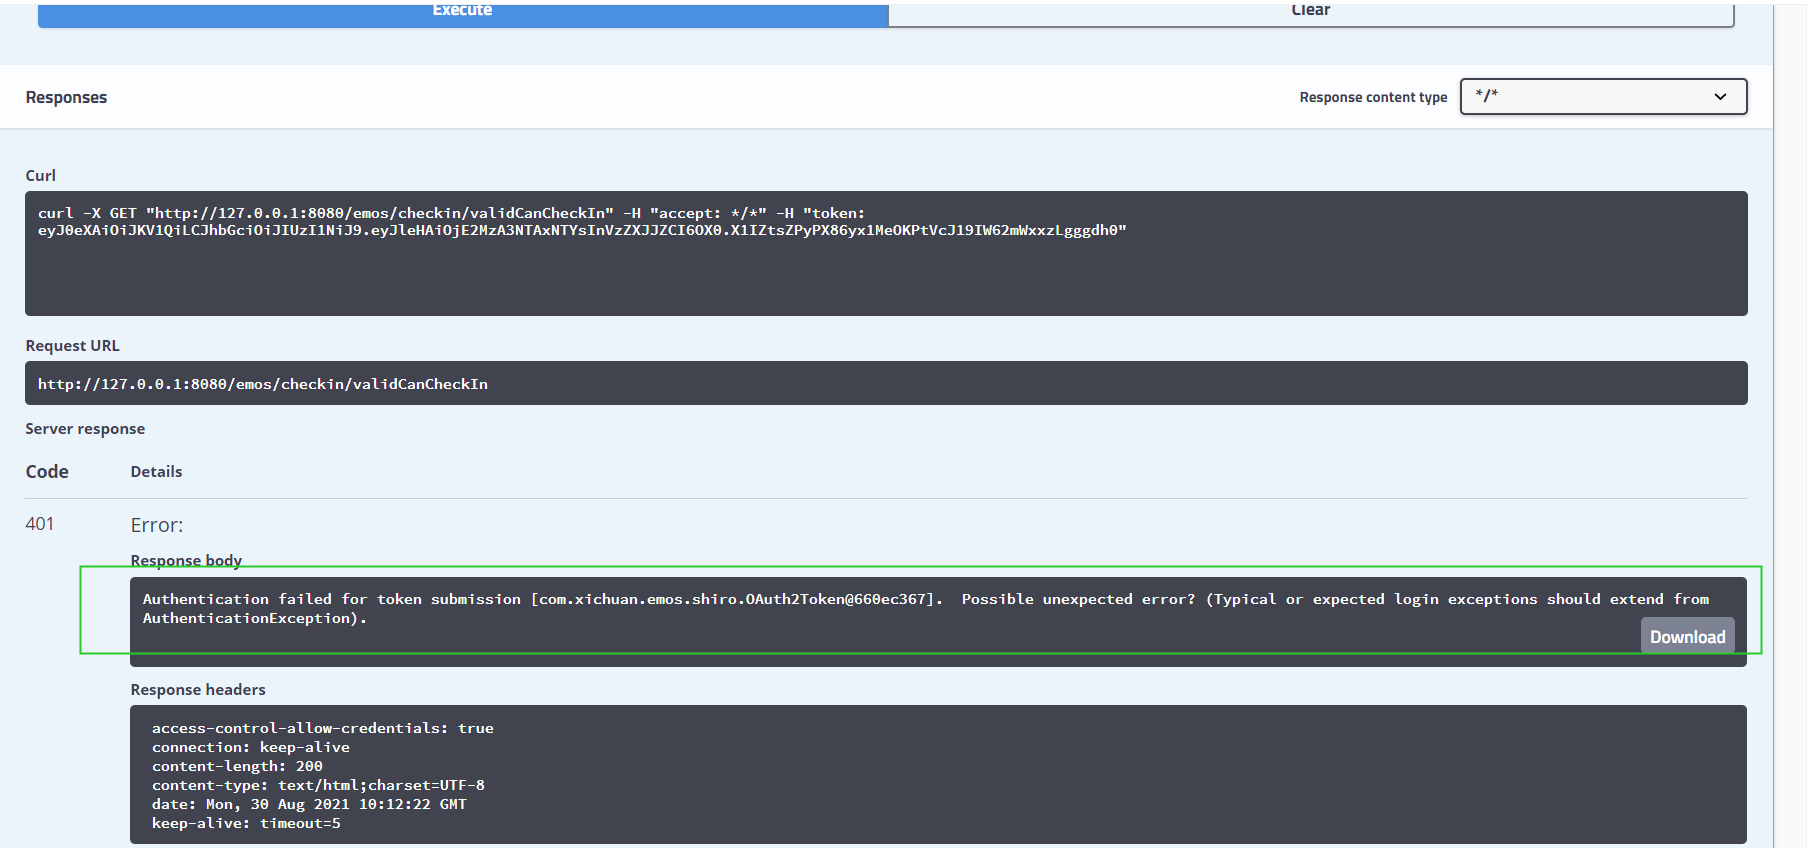 Execute
Clear
Responses
Response content type
*/*
Curl
curl -X GET "http://127.0.0.1:8080/emos/checkin/validCanCheckIn" -H "accept: */*" -H "token:
eyJ0eXAiOiJKV1QiLCJhbGciOiJIUzI1NiJ9.eyJleHAiOjE2MzA3NTAxNTYsInVzZXJJZCI6OX0.X1IZtsZPyPX86yx1MeOKPtVcJ19IW62mWxxzLgggdh0"
Request URL
http://127.0.0.1:8080/emos/checkin/validCanCheckIn
Server response
Code
Details
401
Error:
Response body
Authentication failed for token submission [com.xichuan.emos.shiro.OAuth2Token@660ec367].  Possible unexpected error? (Typical or expected login exceptions should extend from
AuthenticationException).
Download
Response headers
access-control-allow-credentials: true
connection: keep-alive
content-length: 200
content-type: text/html;charset=UTF-8
date: Mon, 30 Aug 2021 10:12:22 GMT
keep-alive: timeout=5